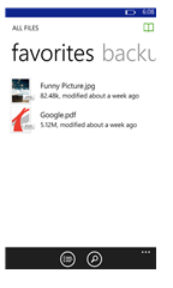 6:08
ALL FILES
favorites backu
Funny Picture.jpg
82.48k, modified about a week ago
Google.pdf
5.12M, modified about a week ago